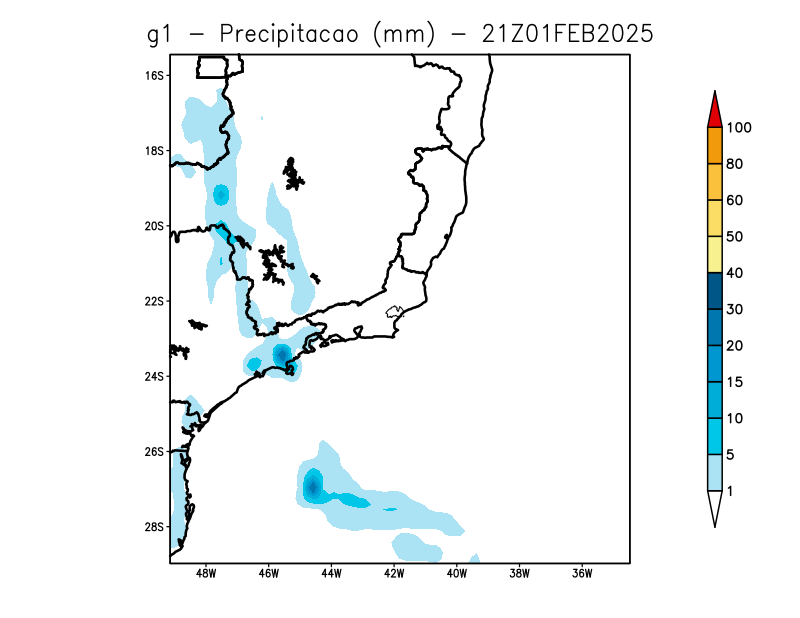 g1 – Precipitacao (mm) – 21Z01FEB2025
16S
18S
20S
22S
24S
26S
28S
48W 46W 44W 42W 40W 38W 36W
100
80
60
50
40
30
20
15
10
5
1